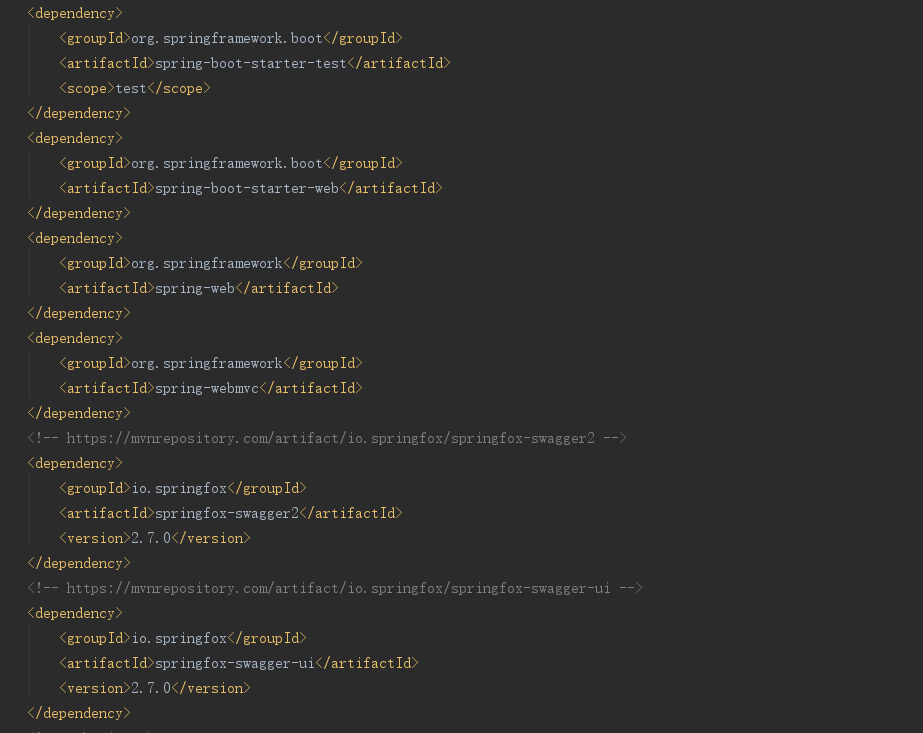 <dependency>
<groupId>org.springframework.boot</groupId>
<artifactId>spring-boot-starter-test</artifactId>
<scope>test</scope>
</dependency>
<dependency>
<groupId>org.springframework.boot</groupId>
<artifactId>spring-boot-starter-web</artifactId>
</dependency>
<dependency>
<groupId>org.springframework</groupId>
<artifactId>spring-web</artifactId>
</dependency>
<dependency>
<groupId>org.springframework</groupId>
<artifactId>spring-webmvc</artifactId>
</dependency>
<!-- https://mvnrepository.com/artifact/io.springfox/springfox-swagger2 -->
<dependency>
<groupId>io.springfox</groupId>
<artifactId>springfox-swagger2</artifactId>
<version>2.7.0</version>
</dependency>
<!-- https://mvnrepository.com/artifact/io.springfox/springfox-swagger-ui -->
<dependency>
<groupId>io.springfox</groupId>
<artifactId>springfox-swagger-ui</artifactId>
<version>2.7.0</version>
</dependency>